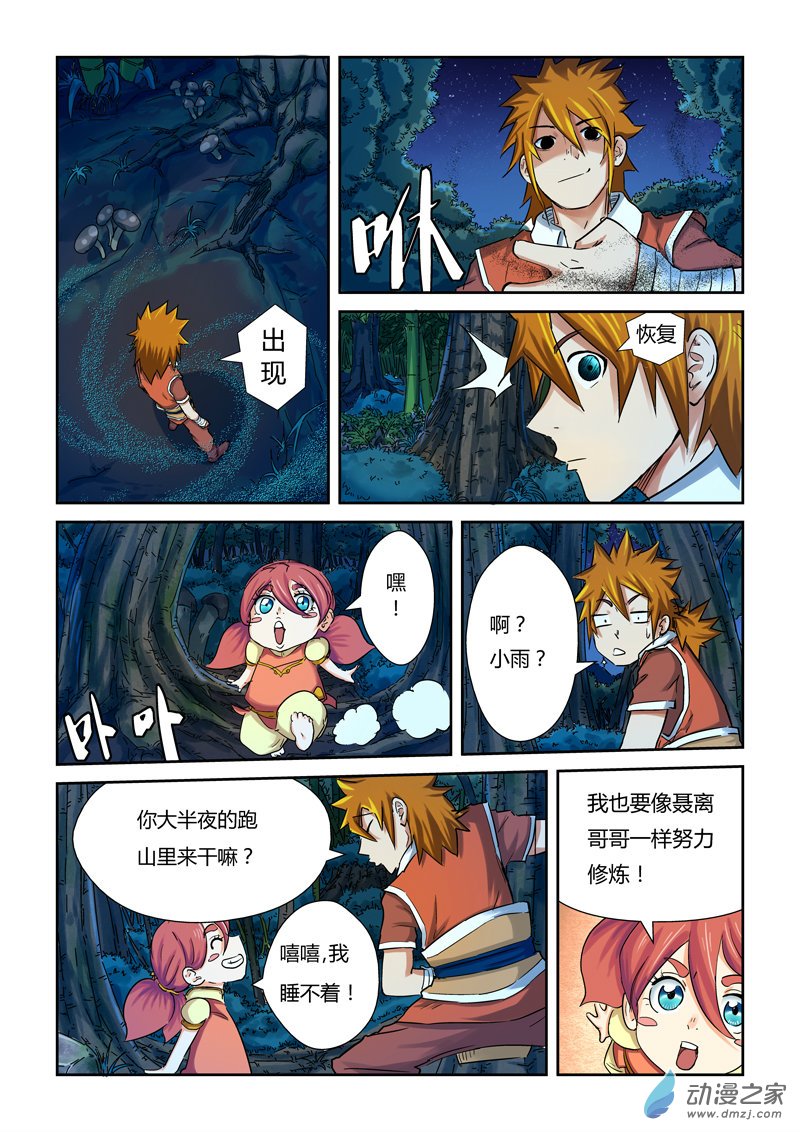 出
现
咻
恢复
嘿
！
卟卟
啊？
小雨？
你大半夜的跑
山里来干嘛？
嘻嘻，我
睡不着！
我也要像聂离
哥哥一样努力
修炼！
动漫之家
www.dmzj.com